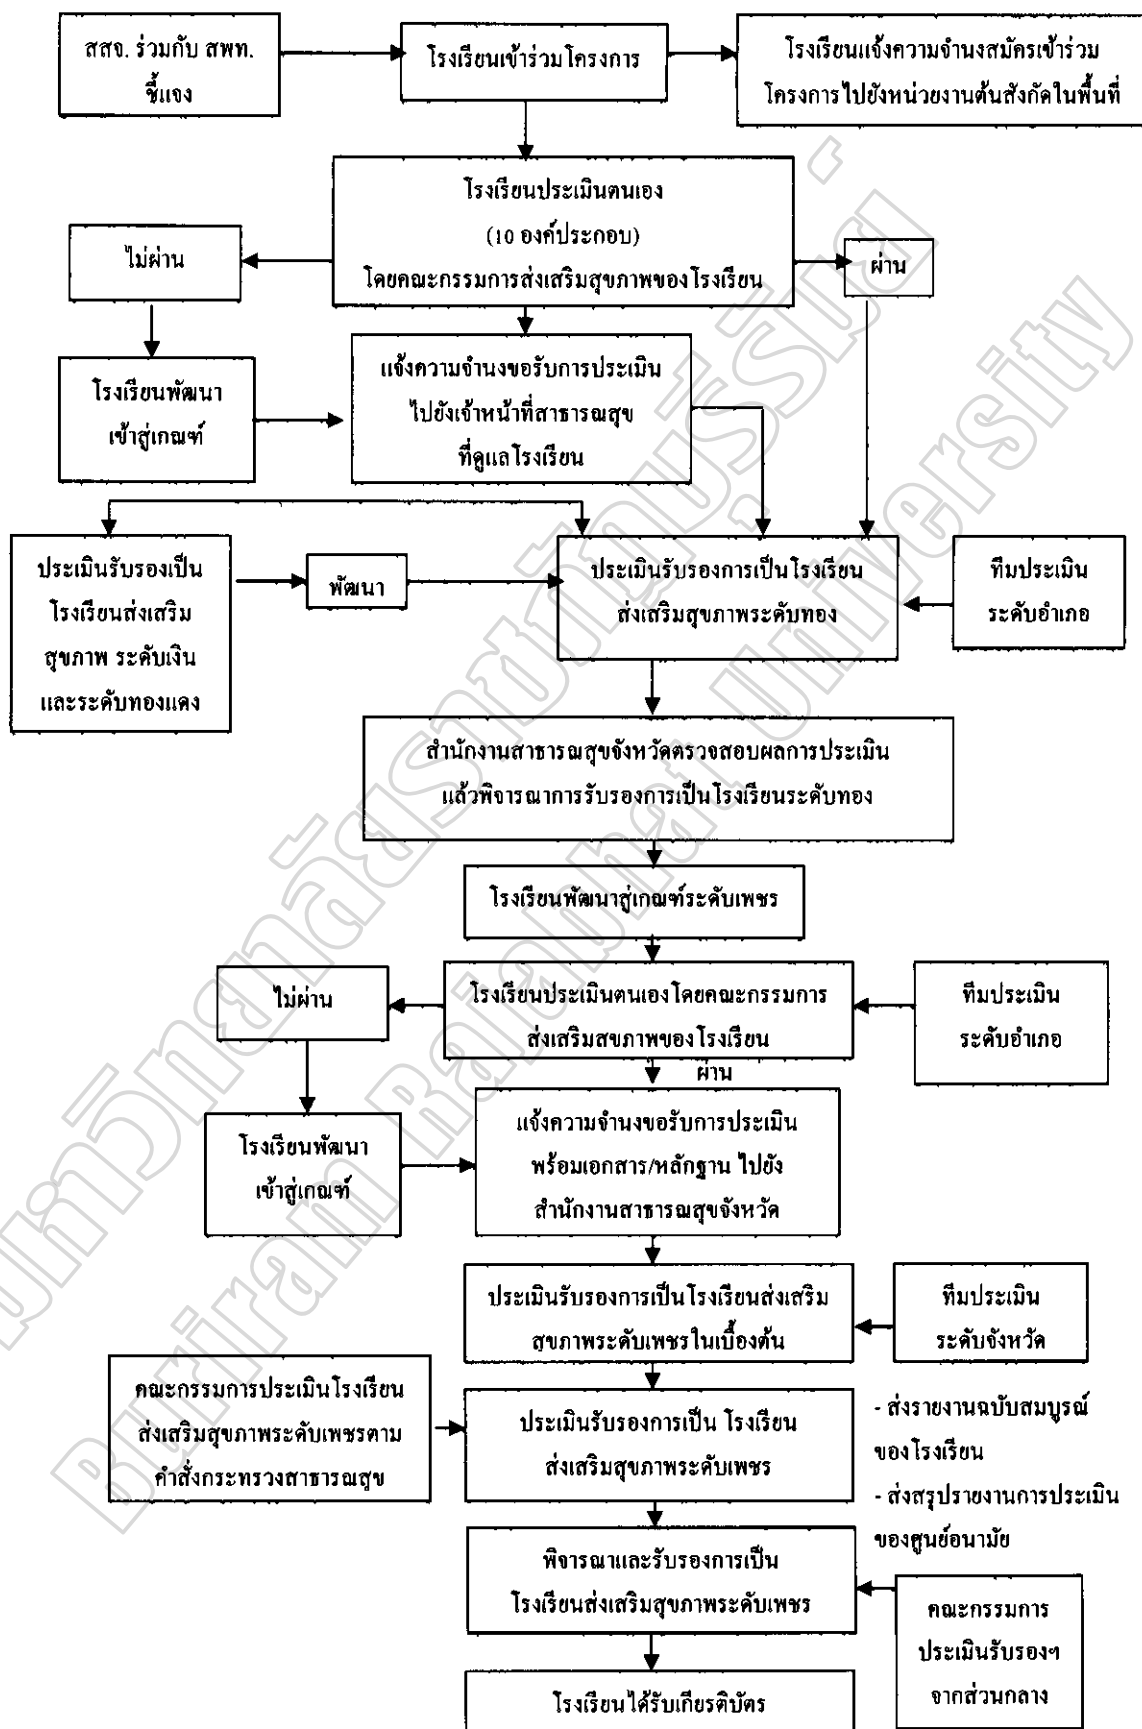 สสจ. ร่วมกับ สพท.
ชี้แจง
โรงเรียนเข้าร่วมโครงการ
โรงเรียนแจ้งความจำนงสมัครเข้าร่วม
โครงการไปยังหน่วยงานต้นสังกัดในพื้นที่
โรงเรียนประเมินตนเอง
(10 องค์ประกอบ)
โดยคณะกรรมการส่งเสริมสุขภาพของโรงเรียน
ไม่ผ่าน
ผ่าน
โรงเรียนพัฒนา
เข้าสู่เกณฑ์
แจ้งความจำนงขอรับการประเมิน
ไปยังเจ้าหน้าที่สาธารณสุข
ที่ดูแลโรงเรียน
ประเมินรับรองเป็น
โรงเรียนส่งเสริม
สุขภาพ ระดับเงิน
และระดับทองแดง
พัฒนา
ประเมินรับรองการเป็นโรงเรียน
ส่งเสริมสุขภาพระดับทอง
ทีมประเมิน
ระดับอำเภอ
สำนักงานสาธารณสุขจังหวัดตรวจสอบผลการประเมิน
แล้วพิจารณาการรับรองการเป็นโรงเรียนระดับทอง
โรงเรียนพัฒนาสู่เกณฑ์ระดับเพชร
ไม่ผ่าน
โรงเรียนประเมินตนเองโดยคณะกรรมการ
ส่งเสริมสขภาพของโรงเรียน
ทีมประเมิน
ระดับอำเภอ
ผ่าน
โรงเรียนพัฒนา
เข้าสู่เกณฑ์
แจ้งความจำนงขอรับการประเมิน
พร้อมเอกสาร/หลักฐาน ไปยัง
สำนักงานสาธารณสุขจังหวัด
ประเมินรับรองการเป็นโรงเรียนส่งเสริม
สุขภาพระดับเพชรในเบื้องต้น
ทีมประเมิน
ระดับจังหวัด
คณะกรรมการประเมินโรงเรียน
ส่งเสริมสุขภาพระดับเพชรตาม
คำสั่งกระทรวงสาธารณสุข
ประเมินรับรองการเป็น โรงเรียน
ส่งเสริมสุขภาพระดับเพชร
- ส่งรายงานฉบับสมบูรณ์
ของโรงเรียน
- ส่งสรุปรายงานการประเมิน
ของศูนย์อนามัย
พิจารณาและรับรองการเป็น
โรงเรียนส่งเสริมสุขภาพระดับเพชร
คณะกรรมการ
ประเมินรับรองฯ
จากส่วนกลาง
โรงเรียนได้รับเกียรติบัตร
มหาวิทยาลัยราชภัฏบุรีรัมย์
Buriram Rajabhat University